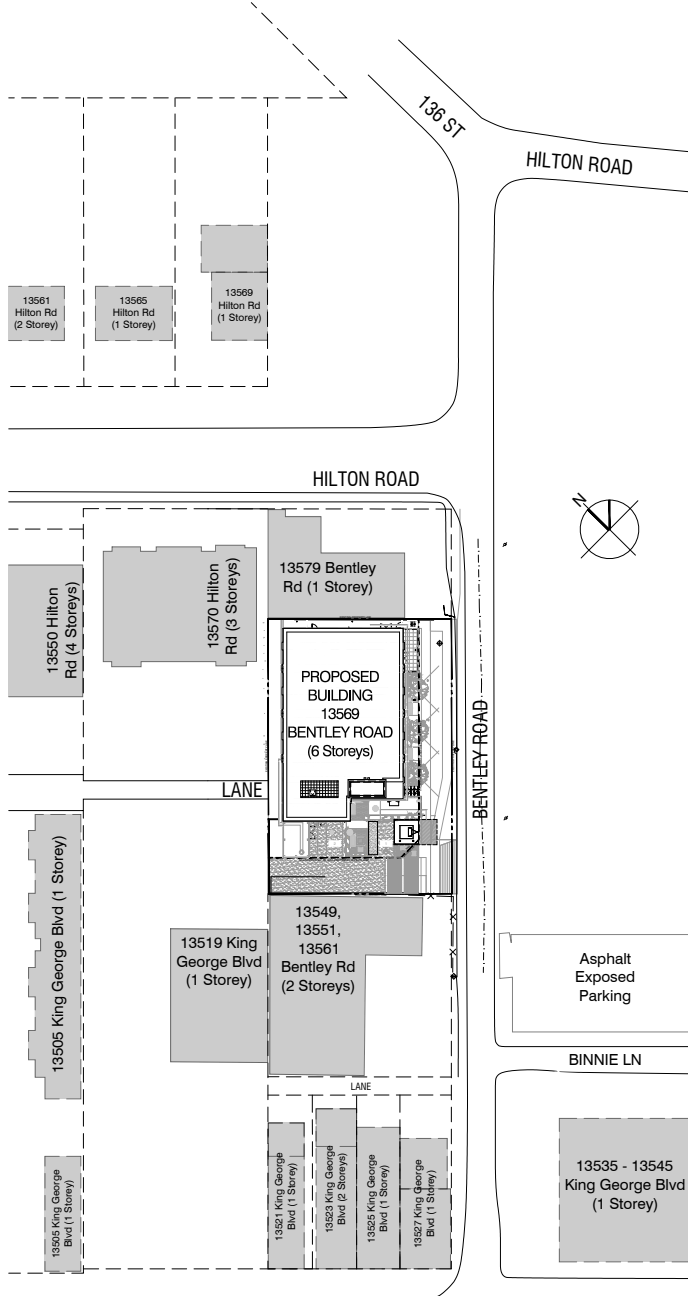 136 ST
HILTON ROAD
13561
Hilton Rd
(2 Storey)
13565
Hilton Rd
(1 Storey)
13569
Hilton Rd
(1 Storey)
HILTON ROAD
N
13579 Bentley
Rd (1 Storey)
13550 Hilton
Rd (4 Storeys)
13570 Hilton
Rd (3 Storeys)
PROPOSED
BUILDING
13569
BENTLEY ROAD
(6 Storeys)
BENTLEY ROAD
LANE
13505 King George Blvd (1 Storey)
13519 King
George Blvd
(1 Storey)
13549,
13551,
13561
Bentley Rd
(2 Storeys)
Asphalt
Exposed
Parking
BINNIE LN
LANE
13505 King George
Blvd (1 Storey)
13521 King George
Blvd (1 Storey)
13523 King George
Blvd (2 Storeys)
13525 King George
Blvd (1 Storey)
13527 King George
Blvd (1 Storey)
13535 - 13545
King George Blvd
(1 Storey)